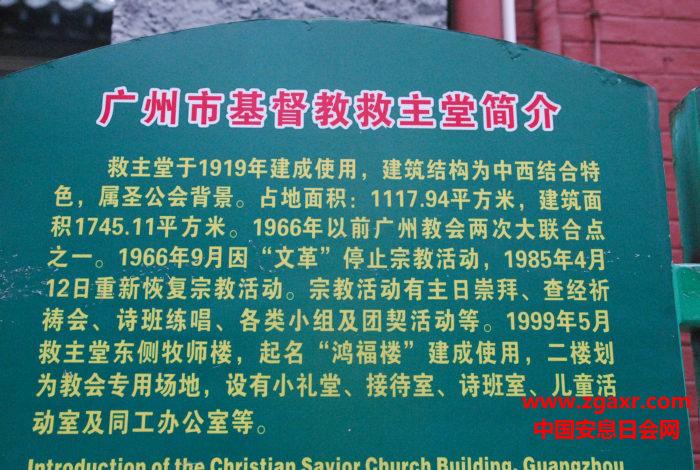 广州市基督教救主堂简介
救主堂于1919年建成使用，建筑结构为中西结合特
色，属圣公会背景。占地面积：1117.94平方米，建筑面
积1745.11平方米。1966年以前广州教会两次大联合点
之一。1966年9月因“文革”停止宗教活动，1985年4月
12日重新恢复宗教活动。宗教活动有主日崇拜、查经祈
祷会、诗班练唱、各类小组及团契活动等。1999年5月
救主堂东侧牧师楼，起名“鸿福楼”建成使用，二楼划
为教会专用场地，设有小礼堂、接待室、诗班室、儿童活
动室及同工办公室等。
www.zgaxr.com
中国安息日会网
Introduction of the Christian Savior Church Building, Guangzhou